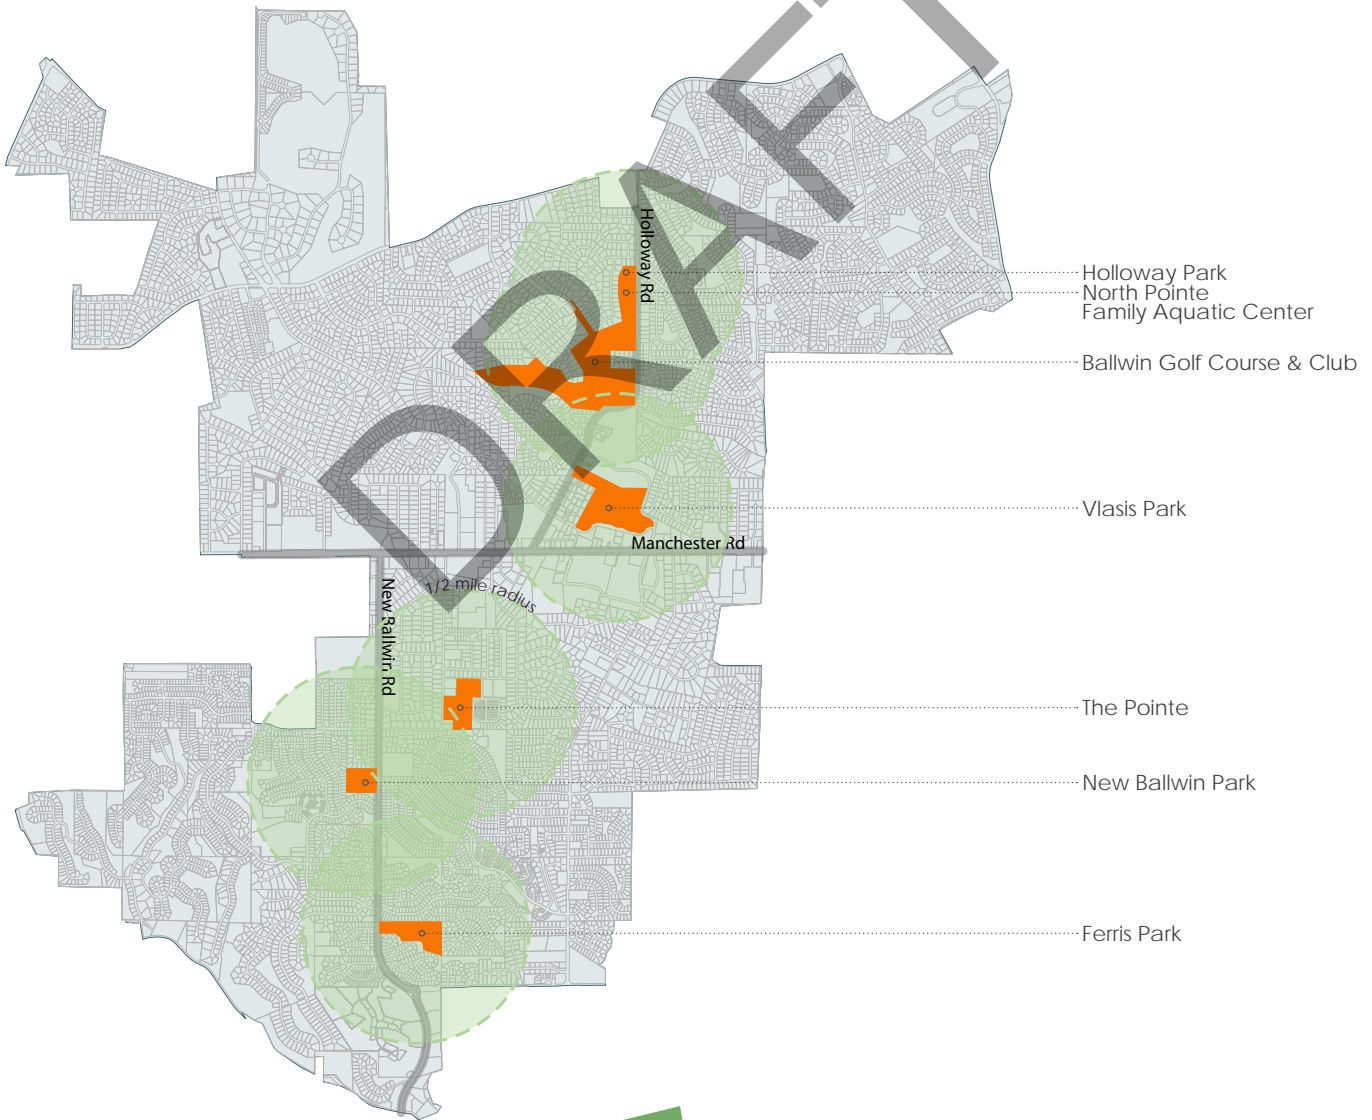 DRAFT
Holloway Rd
Holloway Park
North Pointe
Family Aquatic Center
Ballwin Golf Course & Club
Vlasis Park
Manchester Rd
1/2 mile radius
New Ballwin Rd
The Pointe
New Ballwin Park
Ferris Park